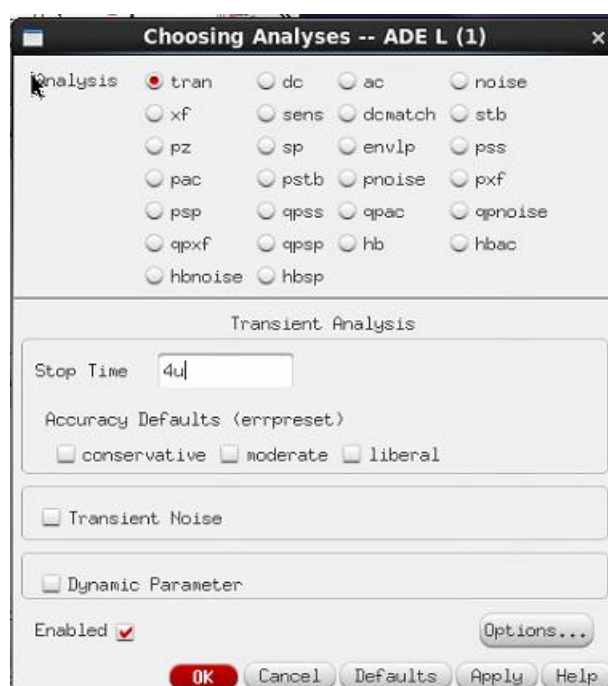 Choosing Analyses -- ADE L (1)
Analysis tran dc ac noise
xf sens dcmatch stb
pz sp envlp pss
pac pstb pnoise pxf
psp qpss qpac qpnoise
qpxf qpsp hb hbac
hbnoise hbsp
Transient Analysis
Stop Time 4u
Accuracy Defaults (errpreset)
conservative moderate liberal
Transient Noise
Dynamic Parameter
Enabled Options...
OK Cancel Defaults Apply Help